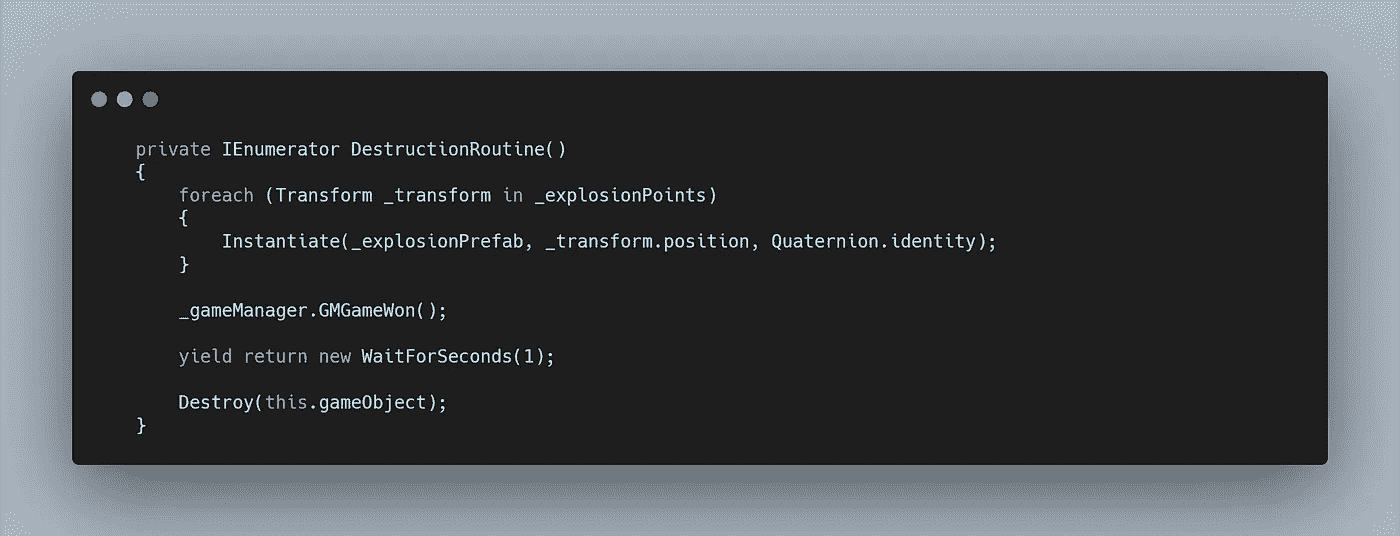 private IEnumerator DestructionRoutine()
{
foreach (Transform _transform in _explosionPoints)
{
Instantiate(_explosionPrefab, _transform.position, Quaternion.identity);
}
_gameManager.GMGameWon();
yield return new WaitForSeconds(1);
Destroy(this.gameObject);
}